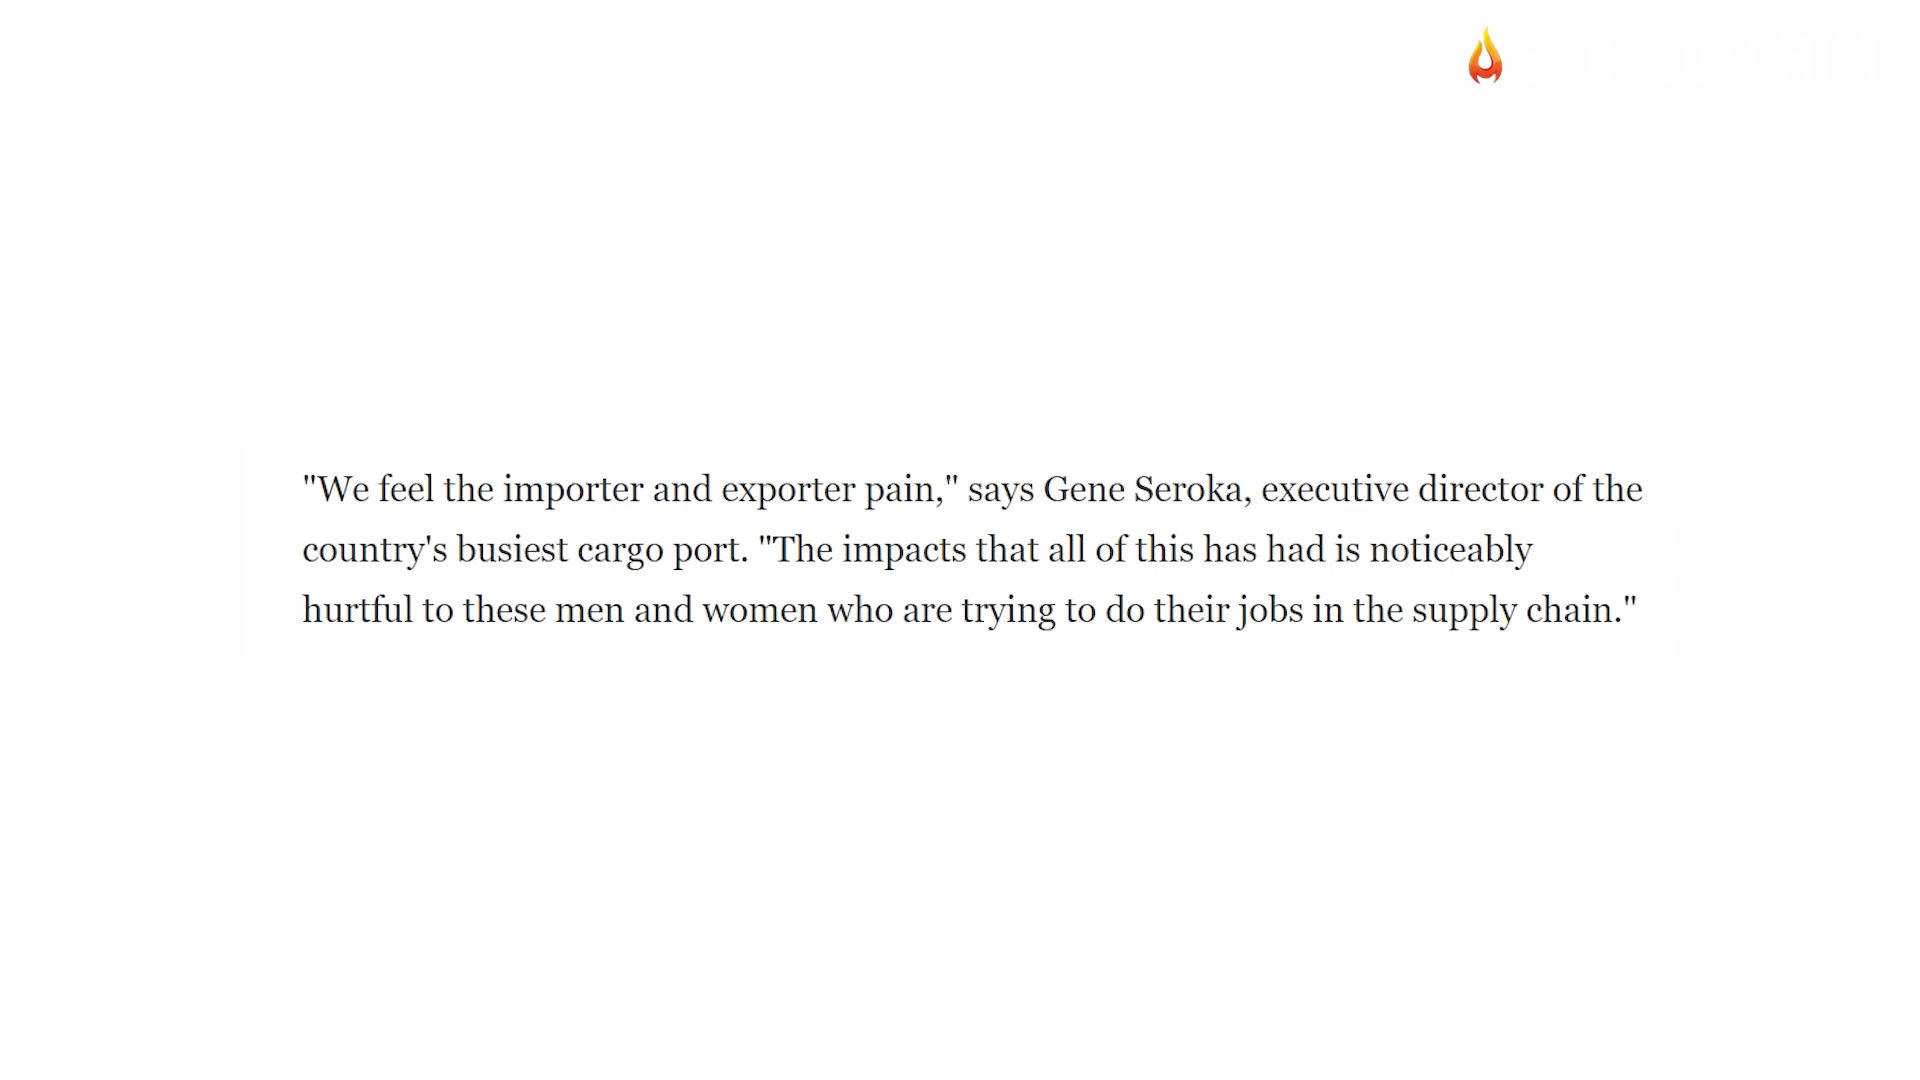 "We feel the importer and exporter pain," says Gene Seroka, executive director of the
country's busiest cargo port. "The impacts that all of this has had is noticeably
hurtful to these men and women who are trying to do their jobs in the supply chain."